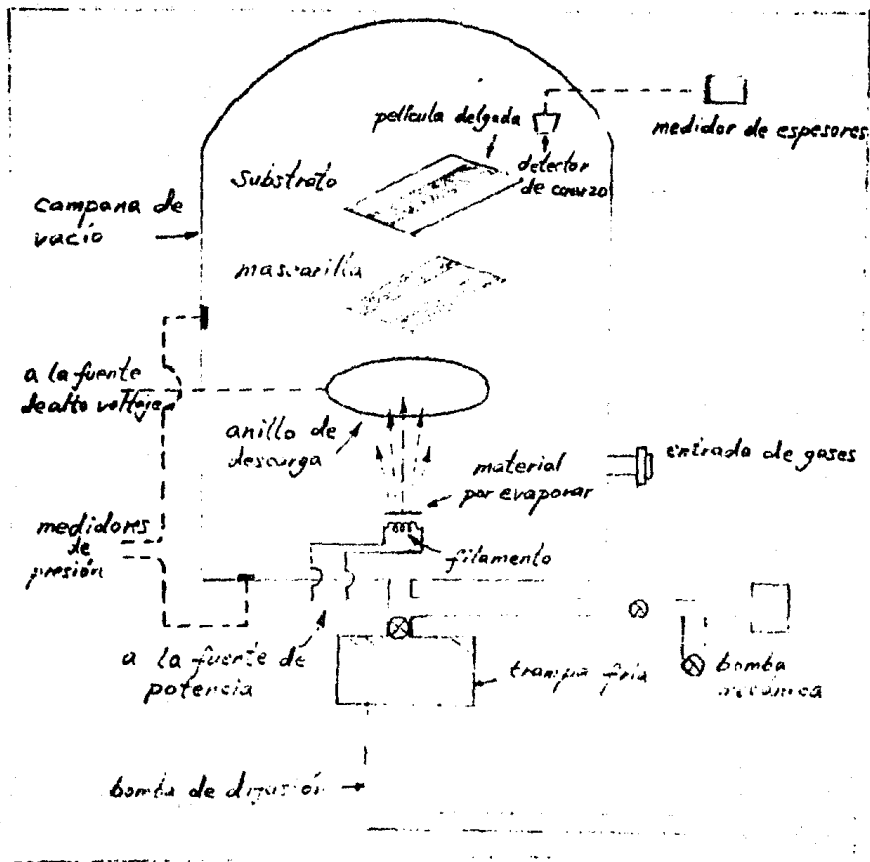 película delgada
medidor de espesores
detector
de cuarzo
substrato
campana de
vacío
mascarilla
a la fuente
de alto voltaje
anillo de
descarga
material
por evaporar
entrada de gases
medidores
de
presión
filamento
a la fuente de
potencia
trampa fría
bomba
mecánica
bomba de difusión